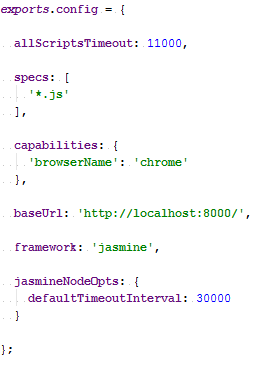 exports.config = {
allScriptsTimeout: 11000,
specs: [
'*.js'
],
capabilities: {
'browserName': 'chrome'
},
baseUrl: 'http://localhost:8000/',
framework: 'jasmine',
jasmineNodeOpts: {
defaultTimeoutInterval: 30000
}
};